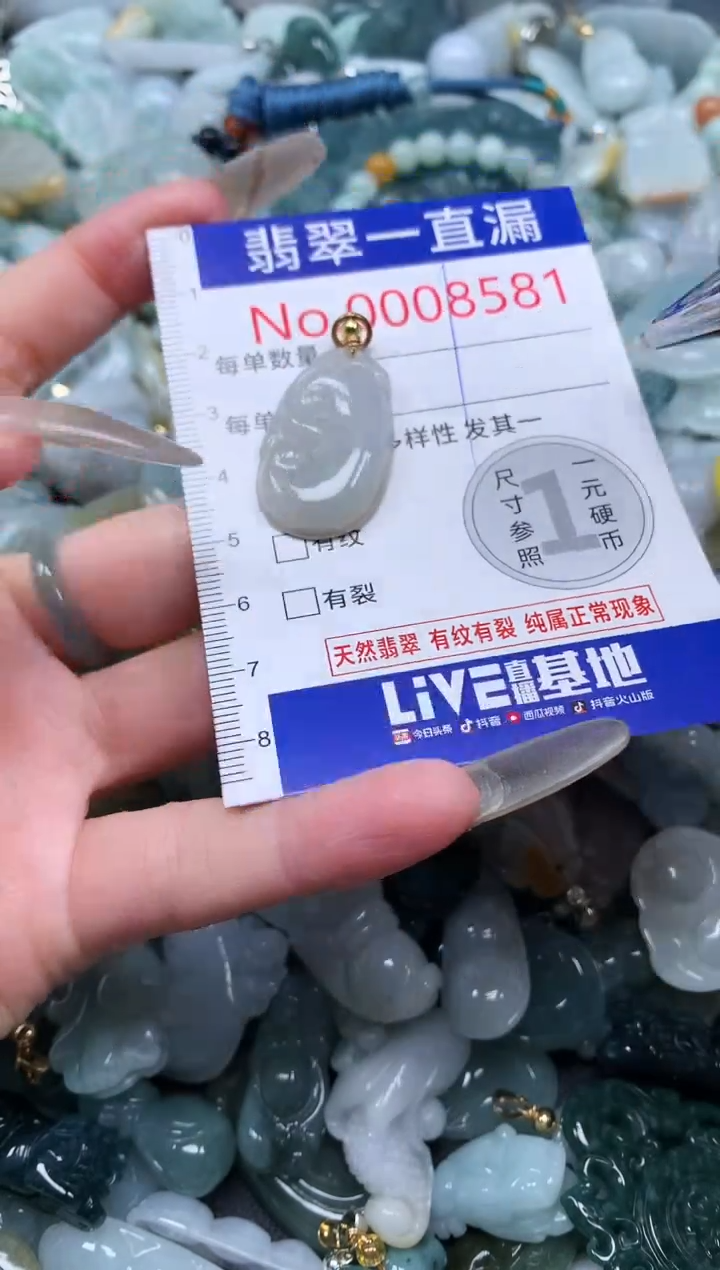 翡翠一直漏
No.0008581
每单数量
每单
多样性 发其一
有纹
有裂
尺寸参照
1
一元硬币
天然翡翠 有纹有裂 纯属正常现象
LiVE直播基地
今日头条 抖音 西瓜视频 抖音火山版
0
1
2
3
4
5
6
7
8